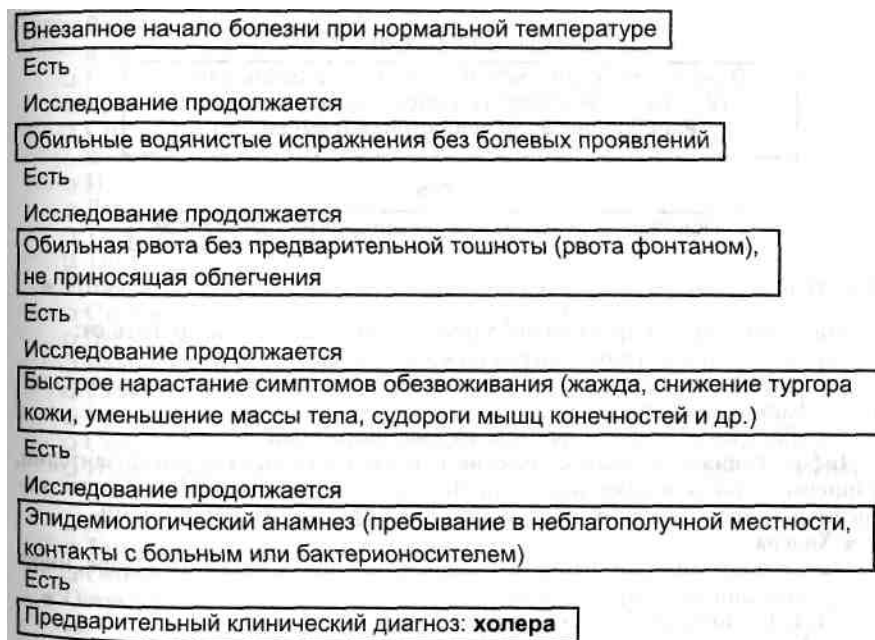 Внезапное начало болезни при нормальной температуре
Есть
Исследование продолжается
Обильные водянистые испражнения без болевых проявлений
Есть
Исследование продолжается
Обильная рвота без предварительной тошноты (рвота фонтаном),
не приносящая облегчения
Есть
Исследование продолжается
Быстрое нарастание симптомов обезвоживания (жажда, снижение тургора
кожи, уменьшение массы тела, судороги мышц конечностей и др.)
Есть
Исследование продолжается
Эпидемиологический анамнез (пребывание в неблагополучной местности,
контакты с больным или бактерионосителем)
Есть
Предварительный клинический диагноз: холера